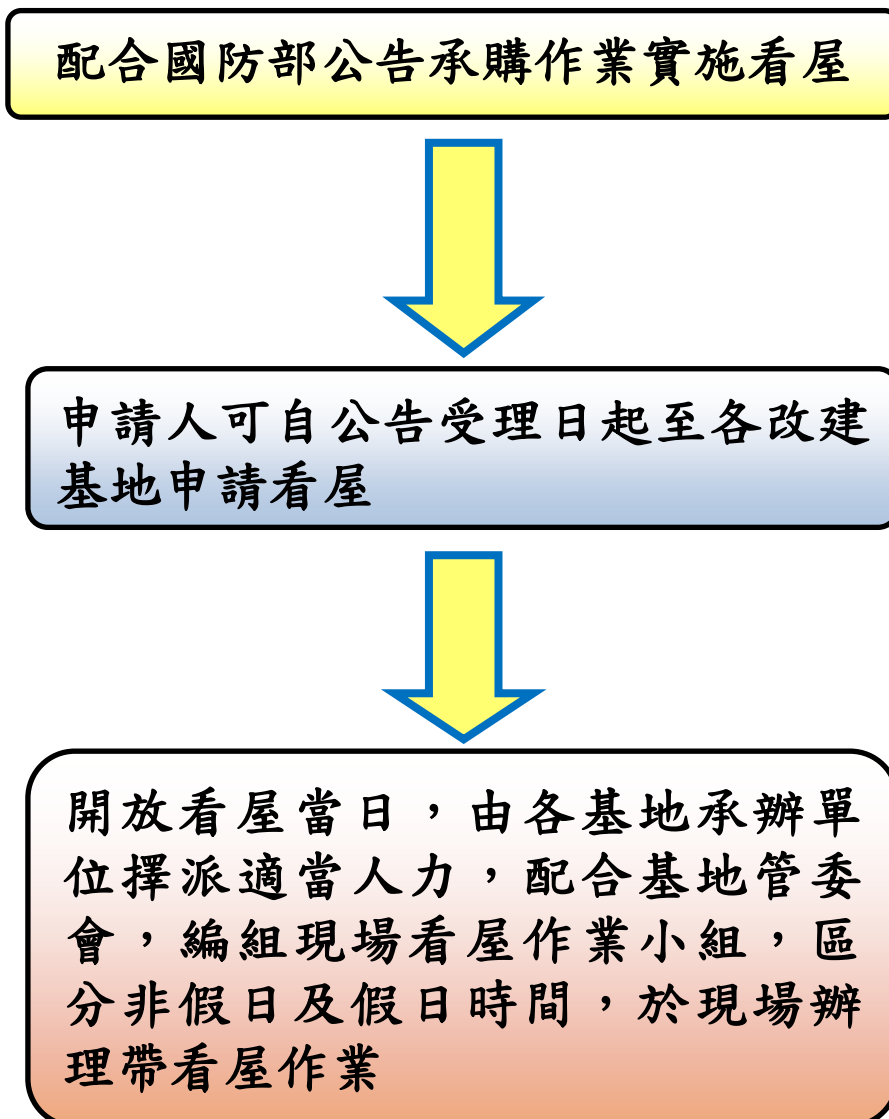 配合國防部公告承購作業實施看屋
申請人可自公告受理日起至各改建
基地申請看屋
開放看屋當日，由各基地承辦單
位擇派適當人力，配合基地管委
會，編組現場看屋作業小組，區
分非假日及假日時間，於現場辦
理帶看屋作業